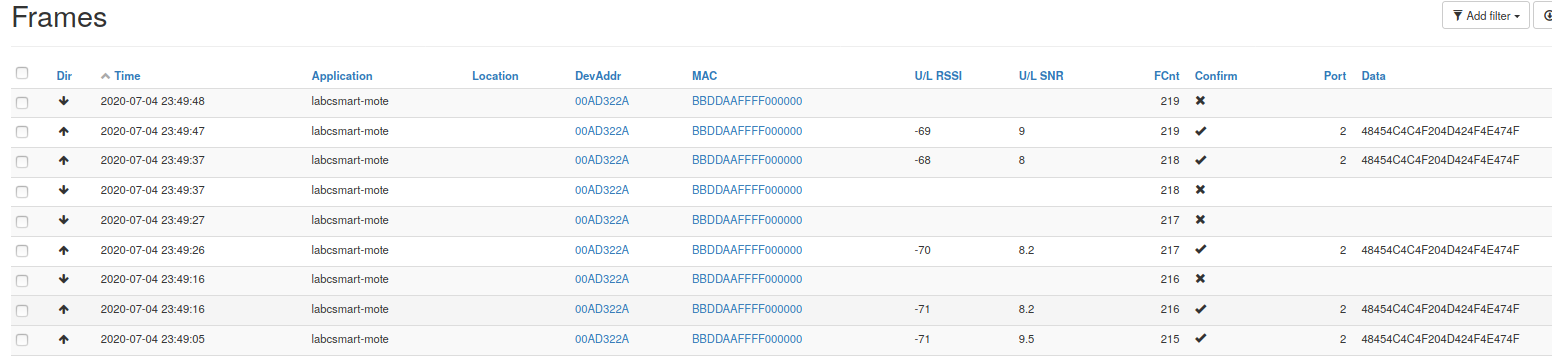 Frames
Add filter
Dir Time Application Location DevAddr MAC U/L RSSI U/L SNR FCnt Confirm Port Data
2020-07-04 23:49:48 labcsmart-mote 00AD322A BBDDAAFFFF000000 219
2020-07-04 23:49:47 labcsmart-mote 00AD322A BBDDAAFFFF000000 -69 9 219 2 48454C4C4F204D424F4E474F
2020-07-04 23:49:37 labcsmart-mote 00AD322A BBDDAAFFFF000000 -68 8 218 2 48454C4C4F204D424F4E474F
2020-07-04 23:49:37 labcsmart-mote 00AD322A BBDDAAFFFF000000 218
2020-07-04 23:49:27 labcsmart-mote 00AD322A BBDDAAFFFF000000 217
2020-07-04 23:49:26 labcsmart-mote 00AD322A BBDDAAFFFF000000 -70 8.2 217 2 48454C4C4F204D424F4E474F
2020-07-04 23:49:16 labcsmart-mote 00AD322A BBDDAAFFFF000000 216
2020-07-04 23:49:16 labcsmart-mote 00AD322A BBDDAAFFFF000000 -71 8.2 216 2 48454C4C4F204D424F4E474F
2020-07-04 23:49:05 labcsmart-mote 00AD322A BBDDAAFFFF000000 -71 9.5 215 2 48454C4C4F204D424F4E474F